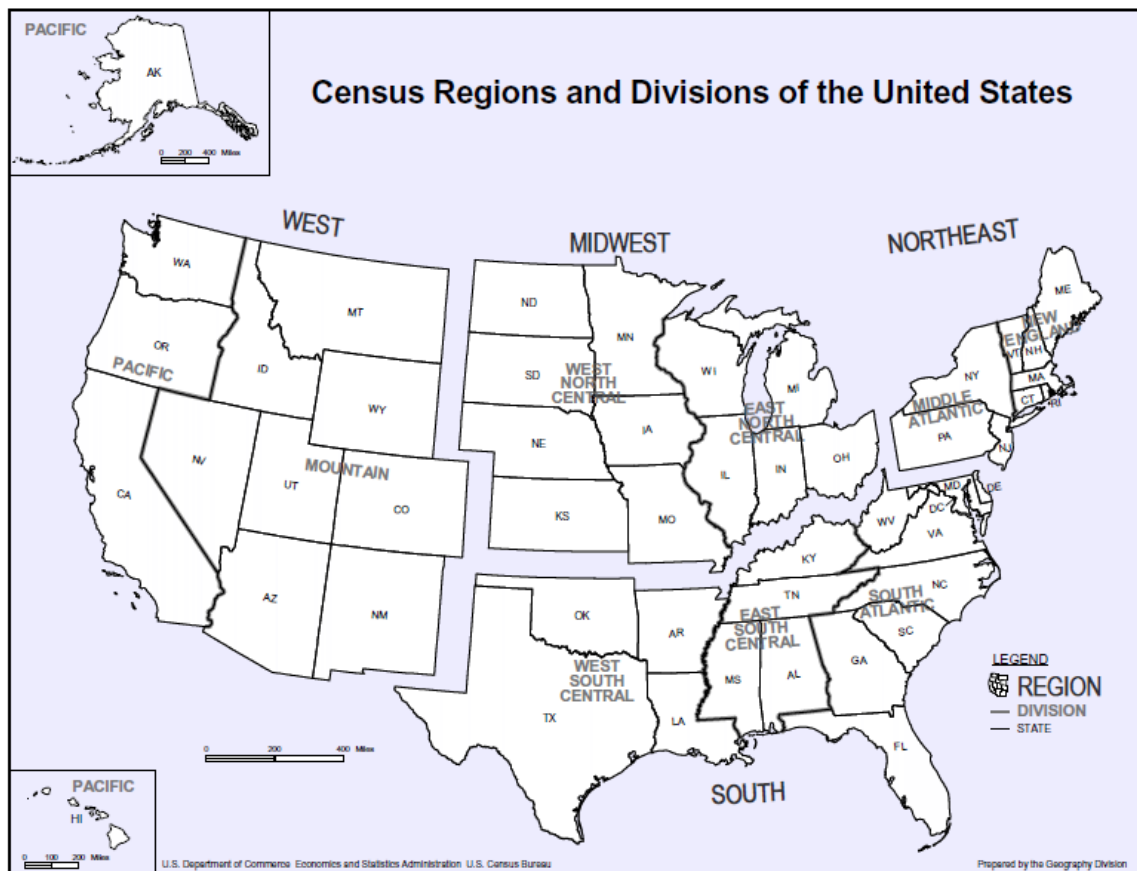 PACIFIC
AK
0 200 400 Miles
Census Regions and Divisions of the United States
WEST
MIDWEST
NORTHEAST
WA
MT
ND
MN
ME
OR
ID
SD
WI
MI
NEW
ENGLAND
VT
NH
NY
MA
PACIFIC
WY
WEST
NORTH
CENTRAL
IA
EAST
NORTH
CENTRAL
MIDDLE
ATLANTIC
CT
RI
NE
PA
NJ
NV
MOUNTAIN
UT
CO
IL
IN
OH
CA
KS
MO
MD
DE
DC
WV
VA
KY
AZ
NM
OK
AR
TN
NC
SOUTH
ATLANTIC
EAST
SOUTH
CENTRAL
SC
WEST
SOUTH
CENTRAL
MS
AL
GA
TX
LA
FL
LEGEND
REGION
DIVISION
STATE
0 200 400 Miles
SOUTH
PACIFIC
HI
0 100 200 Miles
U.S. Department of Commerce Economics and Statistics Administration U.S. Census Bureau
Prepared by the Geography Division